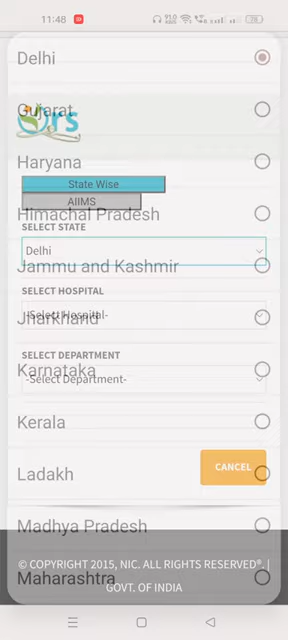 11:48
Delhi
Gujarat
ors
Haryana
State Wise
AIIMS
Himachal Pradesh
SELECT STATE
Delhi
Jammu and Kashmir
SELECT HOSPITAL
-Select Hospital-
Jharkhand
SELECT DEPARTMENT
Karnataka
-Select Department-
Kerala
CANCEL
Ladakh
Madhya Pradesh
© COPYRIGHT 2015, NIC. ALL RIGHTS RESERVED®. |
Maharashtra
GOVT. OF INDIA